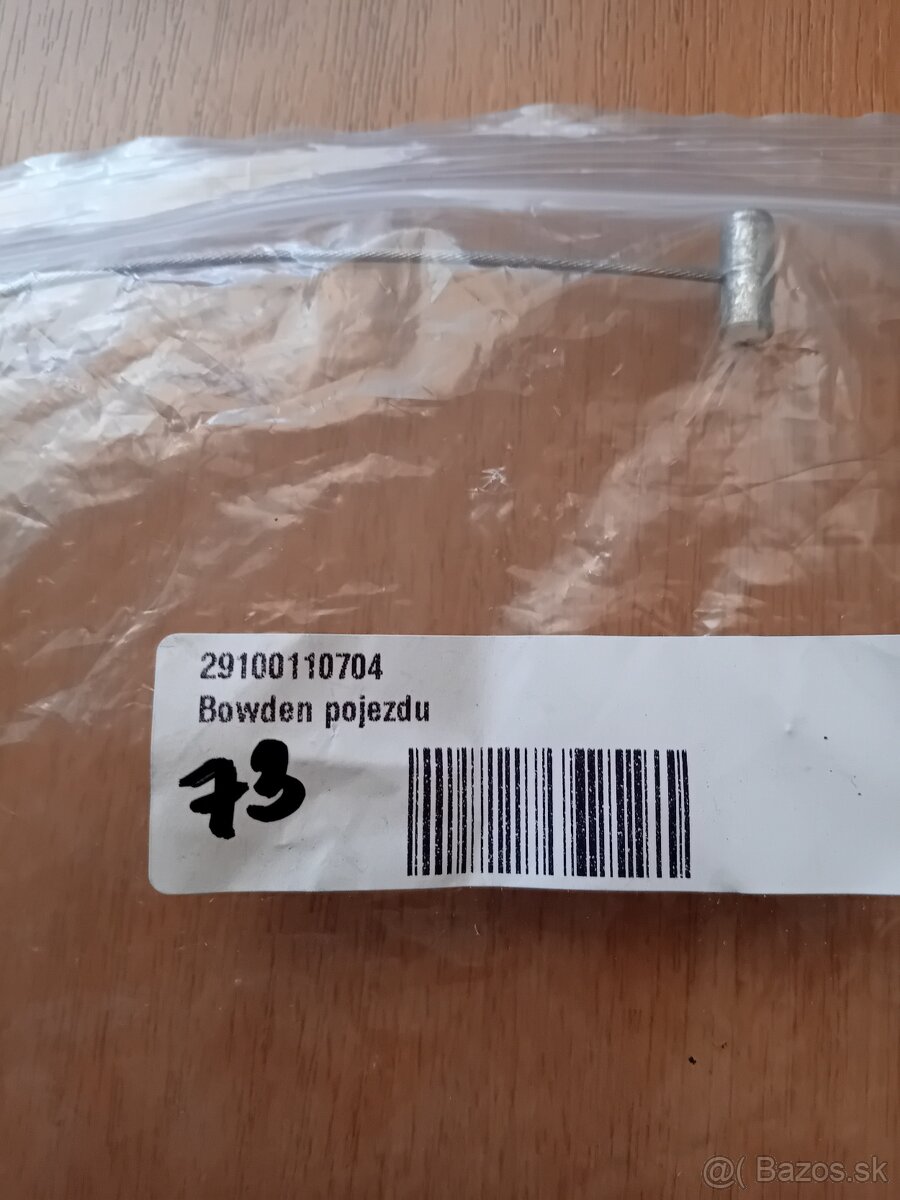 29100110704
Bowden pojezdu
73
@( Bazos.sk